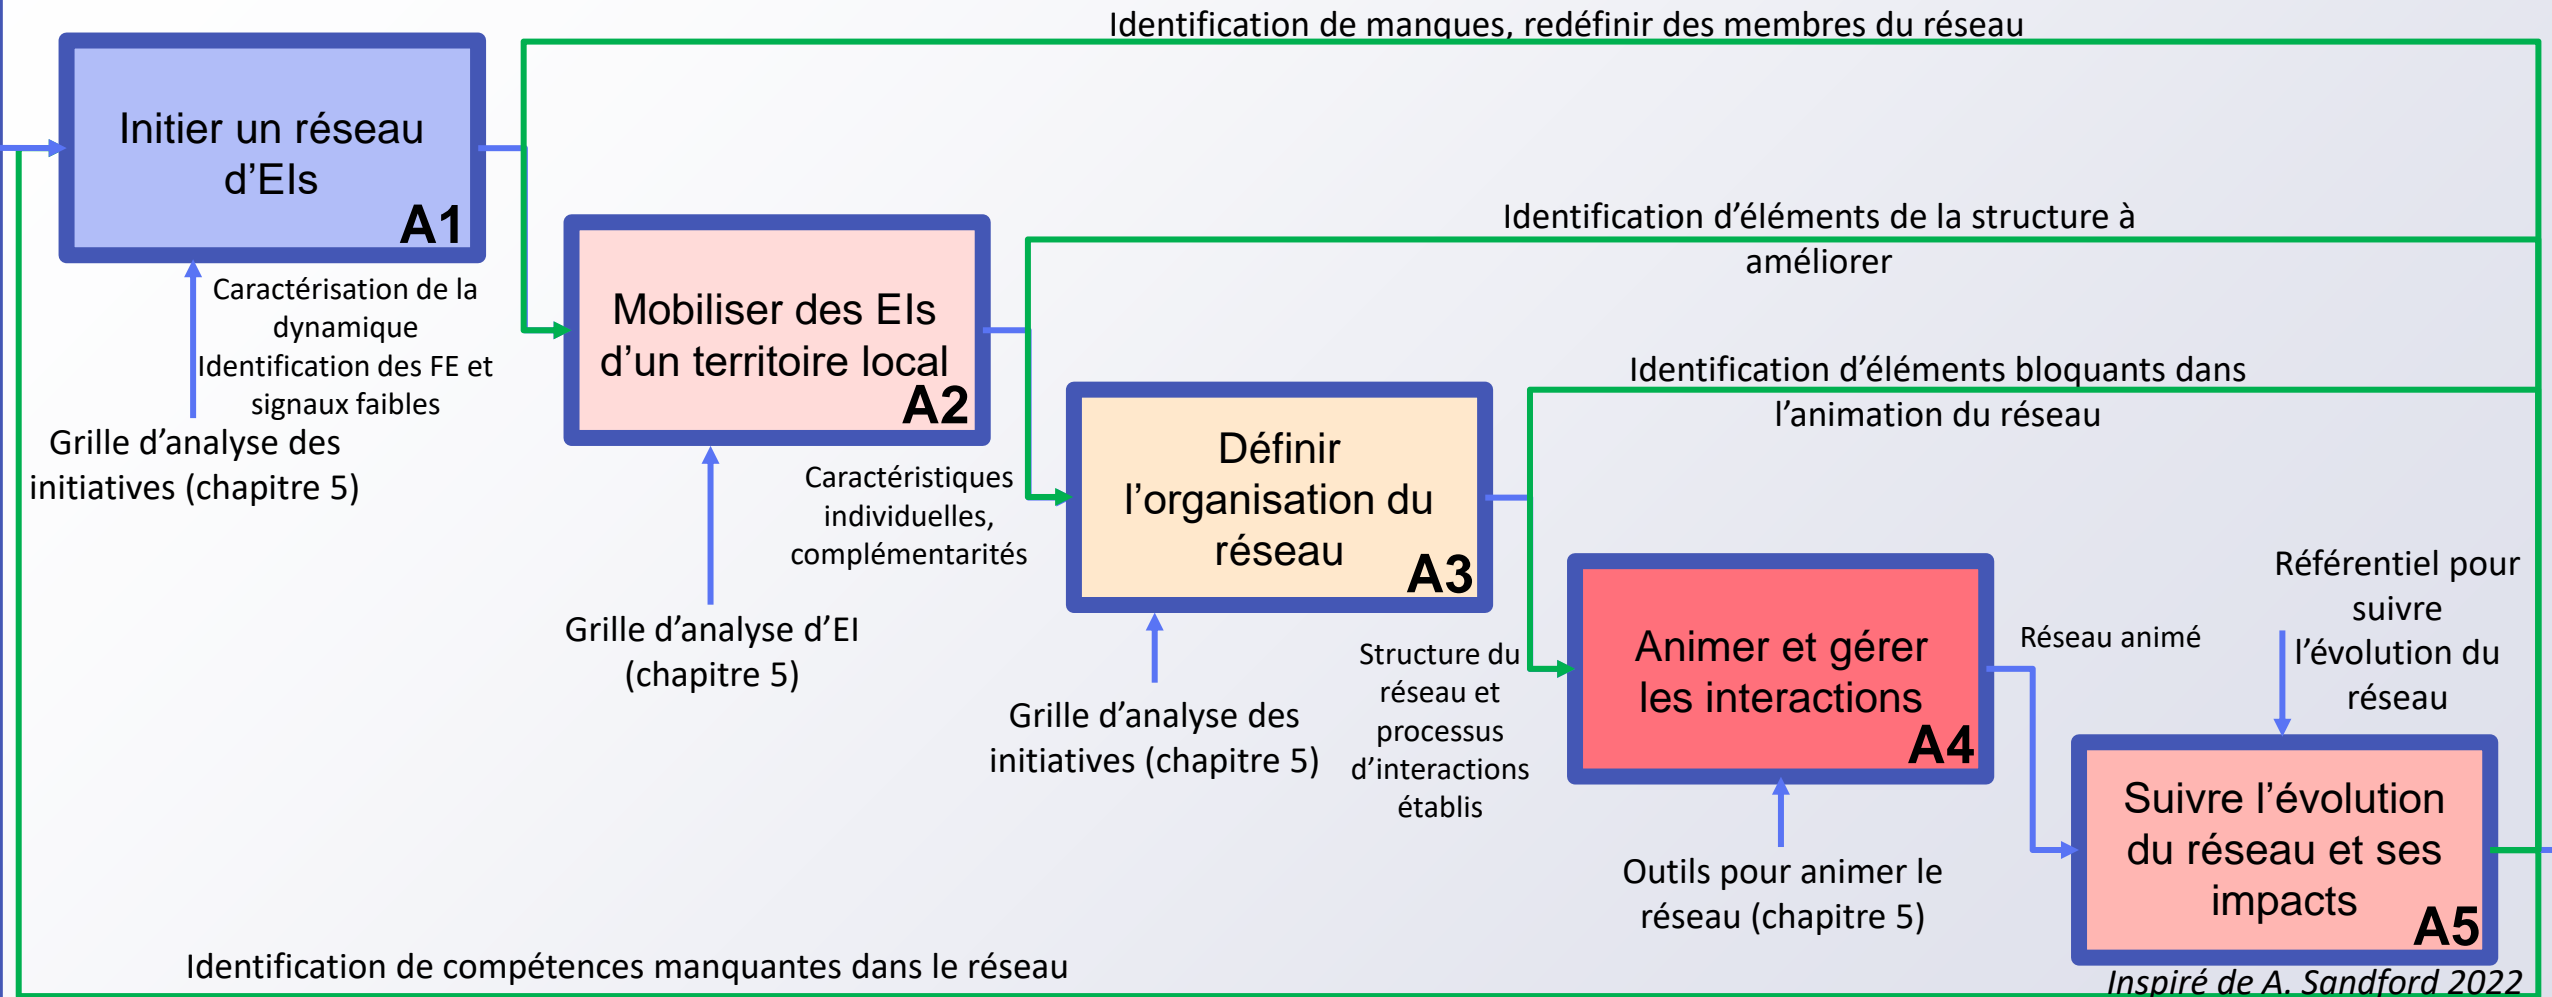 Identification de manques, redéfinir des membres du réseau
Initier un réseau
d’EIs
A1
Caractérisation de la
dynamique
Identification des FE et
signaux faibles
Grille d’analyse des
initiatives (chapitre 5)
Identification d’éléments de la structure à
améliorer
Mobiliser des EIs
d’un territoire local
A2
Caractéristiques
individuelles,
complémentarités
Grille d’analyse d’EI
(chapitre 5)
Identification d’éléments bloquants dans
l’animation du réseau
Définir
l’organisation du
réseau
A3
Structure du
réseau et
processus
d’interactions
établis
Grille d’analyse des
initiatives (chapitre 5)
Animer et gérer
les interactions
A4
Réseau animé
Outils pour animer le
réseau (chapitre 5)
Référentiel pour
suivre
l’évolution du
réseau
Suivre l’évolution
du réseau et ses
impacts
A5
Identification de compétences manquantes dans le réseau
Inspiré de A. Sandford 2022